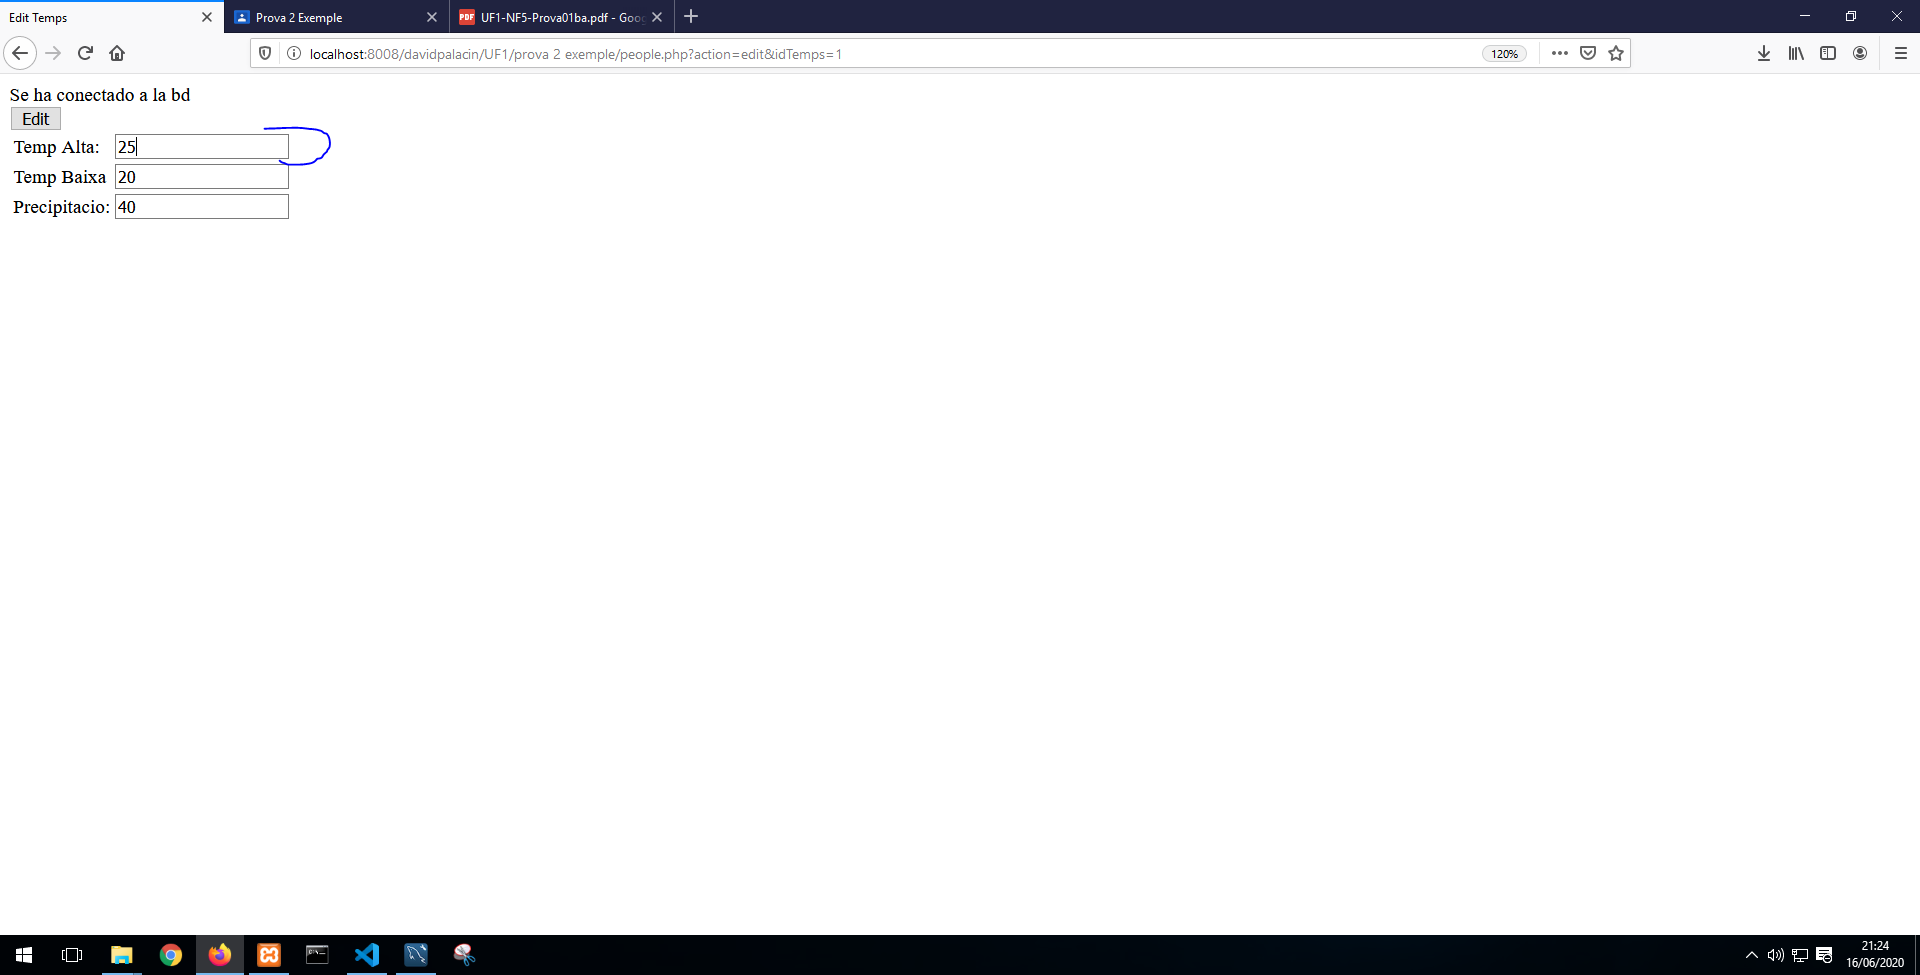 Edit Temps
Prova 2 Exemple
PDF UF1-NF5-Prova01ba.pdf - Goo
localhost:8008/davidpalacin/UF1/prova 2 exemple/people.php?action=edit&idTemps=1
120%
Se ha conectado a la bd
Edit
Temp Alta: 25
Temp Baixa 20
Precipitacio: 40
21:24
16/06/2020